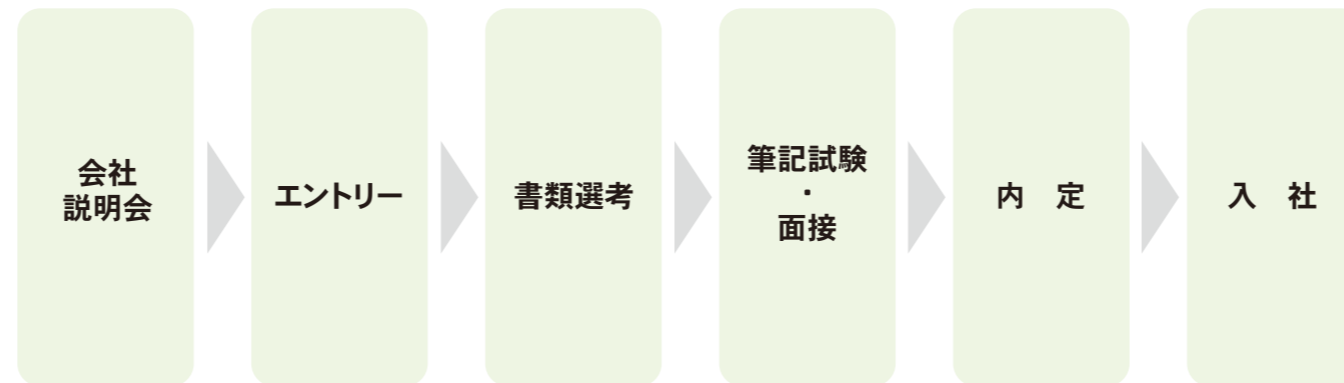 会社
説明会
エントリー
書類選考
筆記試験
・
面接
内　定
入　社